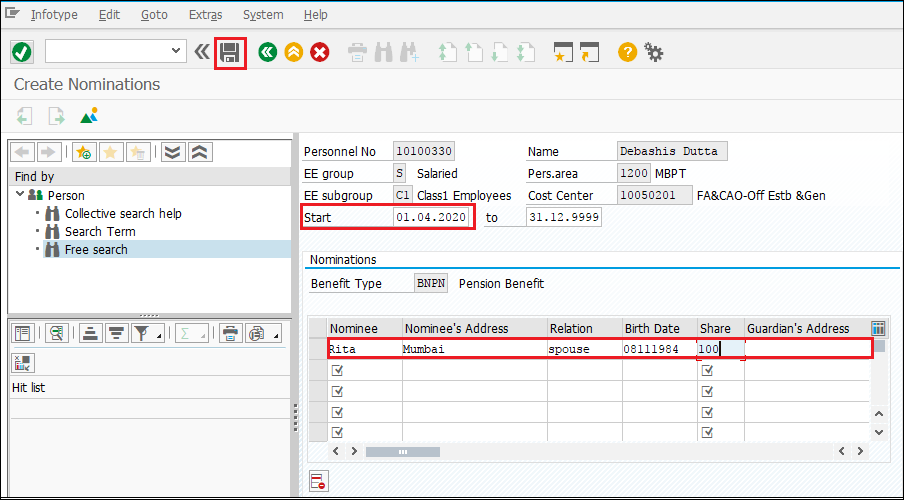 Infotype Edit Goto Extras System Help
Create Nominations
Find by
Person
Collective search help
Search Term
Free search
Hit list
Personnel No 10100330 Name Debashis Dutta
EE group S Salaried Pers.area 1200 MBPT
EE subgroup C1 Class1 Employees Cost Center 10050201 FA&CAO-Off Estb &Gen
Start 01.04.2020 to 31.12.9999
Nominations
Benefit Type BNPN Pension Benefit
Nominee Nominee's Address Relation Birth Date Share Guardian's Address
Rita Mumbai spouse 08111984 100